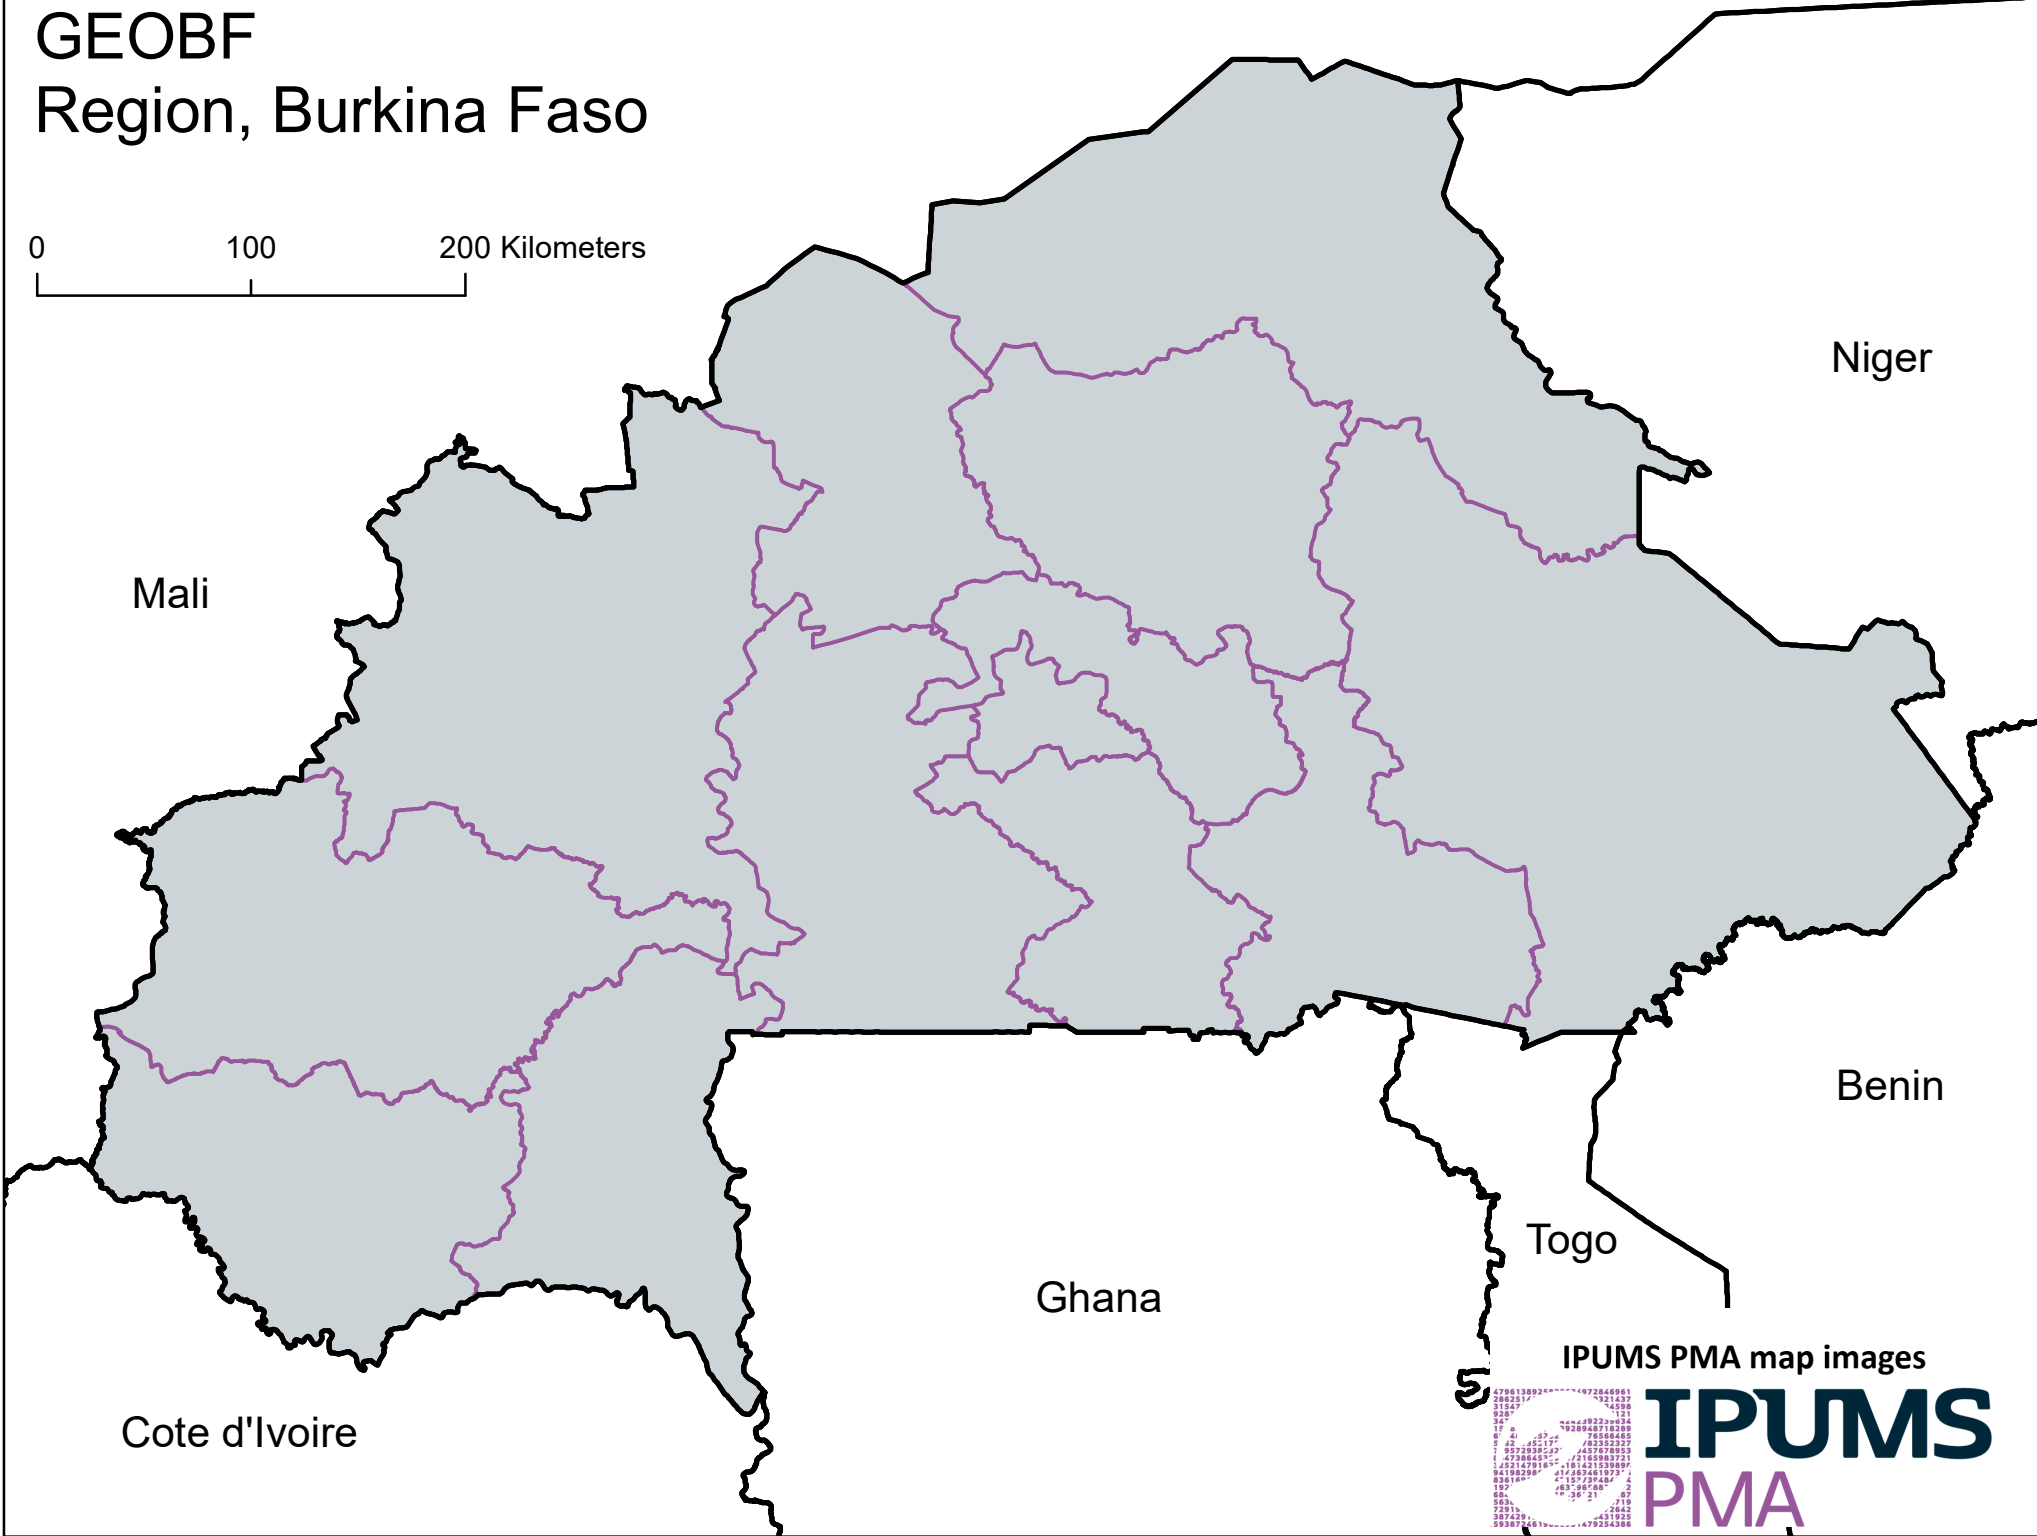 GEOBF
Region, Burkina Faso
0 100 200 Kilometers
Niger
Mali
Benin
Togo
Ghana
Cote d'Ivoire
IPUMS PMA map images
IPUMS
PMA